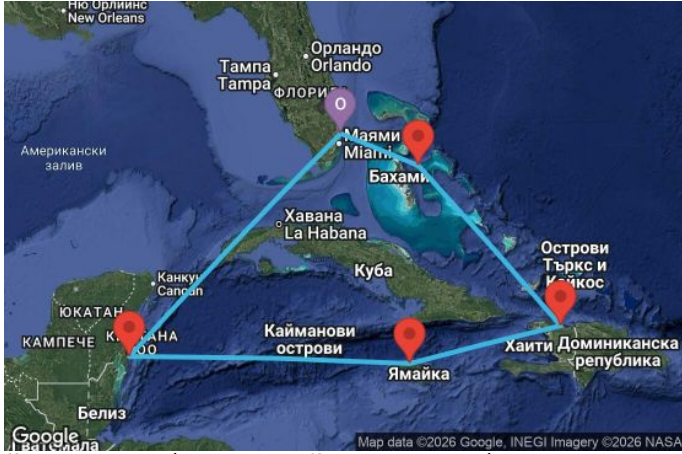 Ню Орлийнс
New Orleans
Орландо
Orlando
Тампа
Tampa
О
Маями
Miami
Американски
залив
Бахами
Хавана
La Habana
Острови
Търкс и
Кайкос
Куба
Канкун
Cancun
ЮКАТАН
КАМПЕЧЕ
Кайманови
острови
Хаити
Доминиканска
република
Ямайка
Белиз
Google
Map data ©2026 Google, INEGI Imagery ©2026 NASA